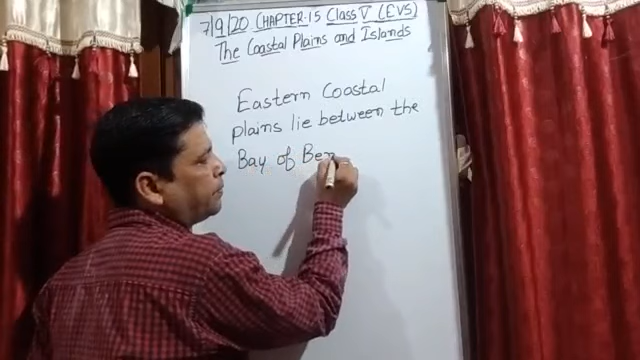 7/9/20 CHAPTER-15 Class V (EVS)
The Coastal Plains and Islands
Eastern Coastal
plains lie between the
Bay of Ben